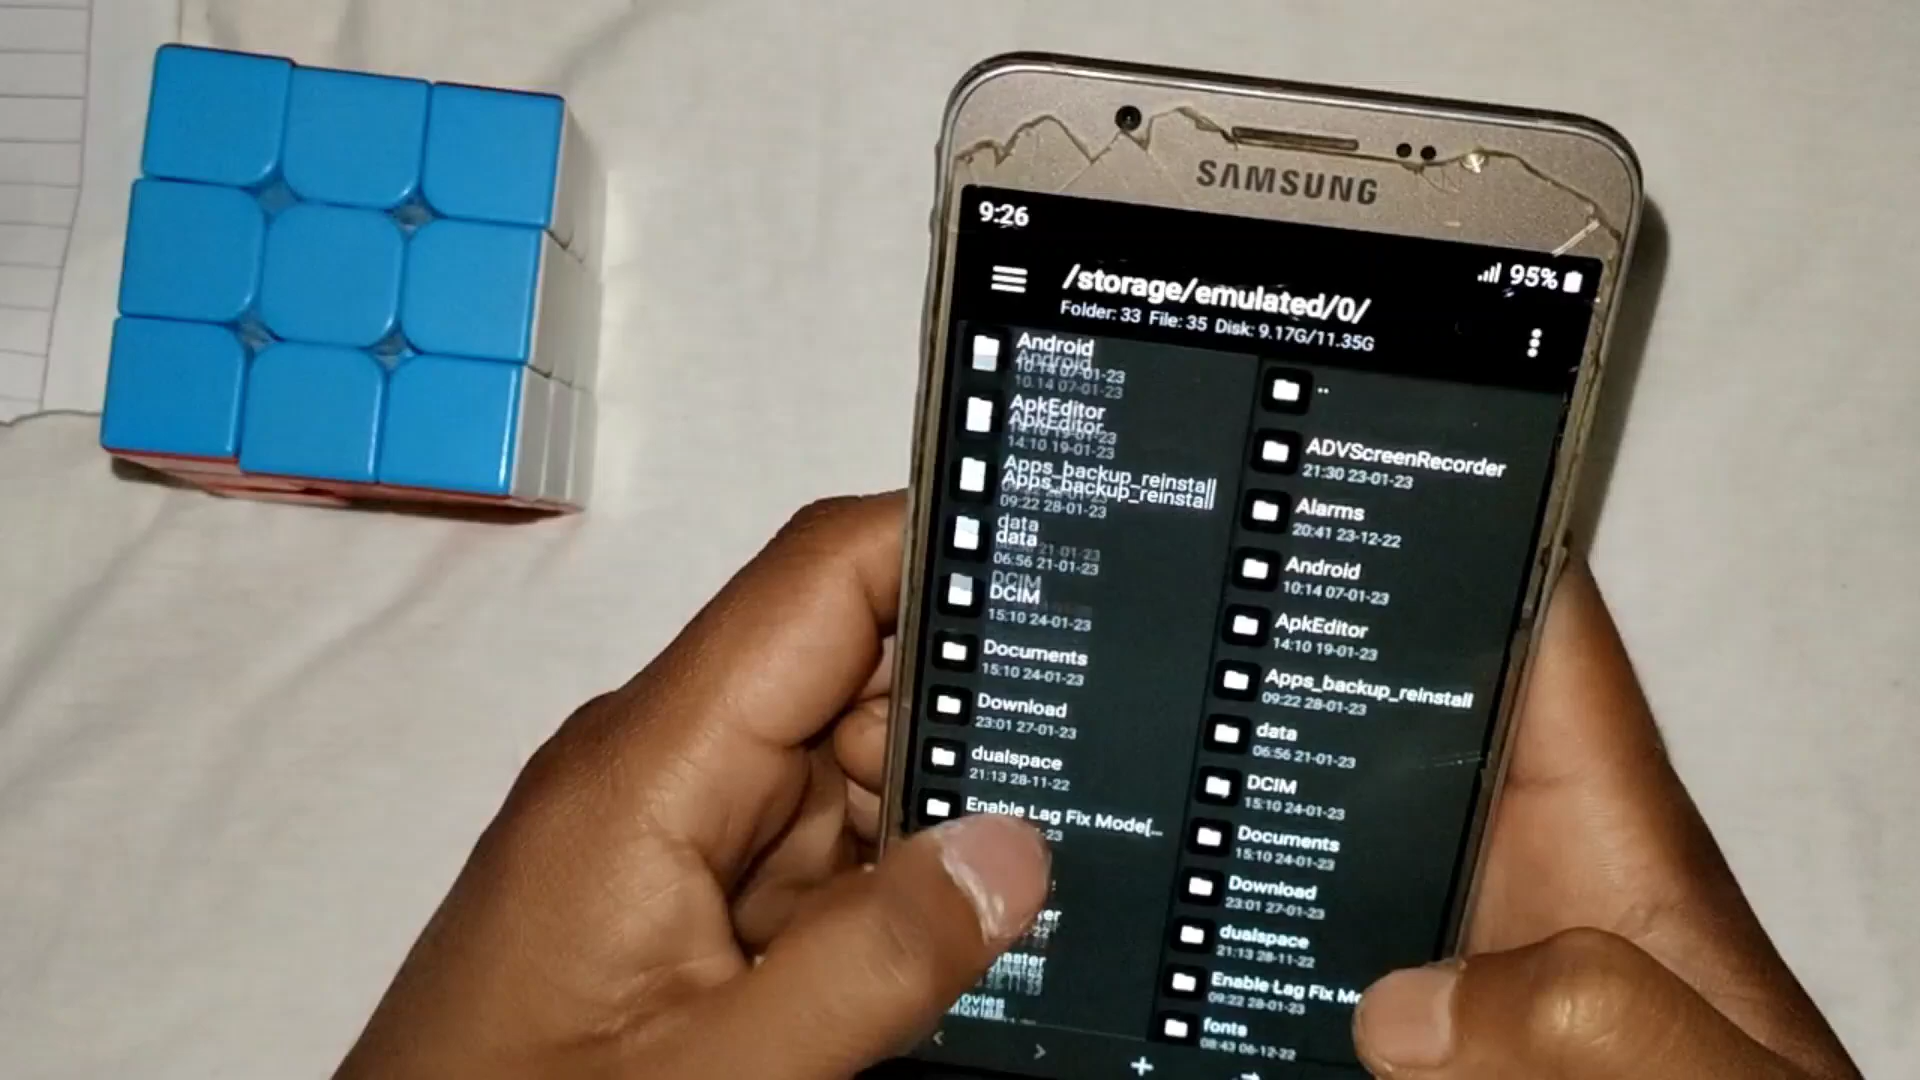 SAMSUNG
9:26
95%
/storage/emulated/0/
Folder: 33 File: 35 Disk: 9.17G/11.35G
Android
10:14 07-01-23
ApkEditor
14:10 19-01-23
Apps_backup_reinstall
09:22 28-01-23
data
06:56 21-01-23
DCIM
15:10 24-01-23
Documents
15:10 24-01-23
Download
23:01 27-01-23
dualspace
21:13 28-11-22
Enable Lag Fix Mode[...
-23
..
ADVScreenRecorder
21:30 23-01-23
Alarms
20:41 23-12-22
Android
10:14 07-01-23
ApkEditor
14:10 19-01-23
Apps_backup_reinstall
09:22 28-01-23
data
06:56 21-01-23
DCIM
15:10 24-01-23
Documents
15:10 24-01-23
Download
23:01 27-01-23
dualspace
21:13 28-11-22
Enable Lag Fix Mo
09:22 28-01-23
fonts
08:43 06-12-22